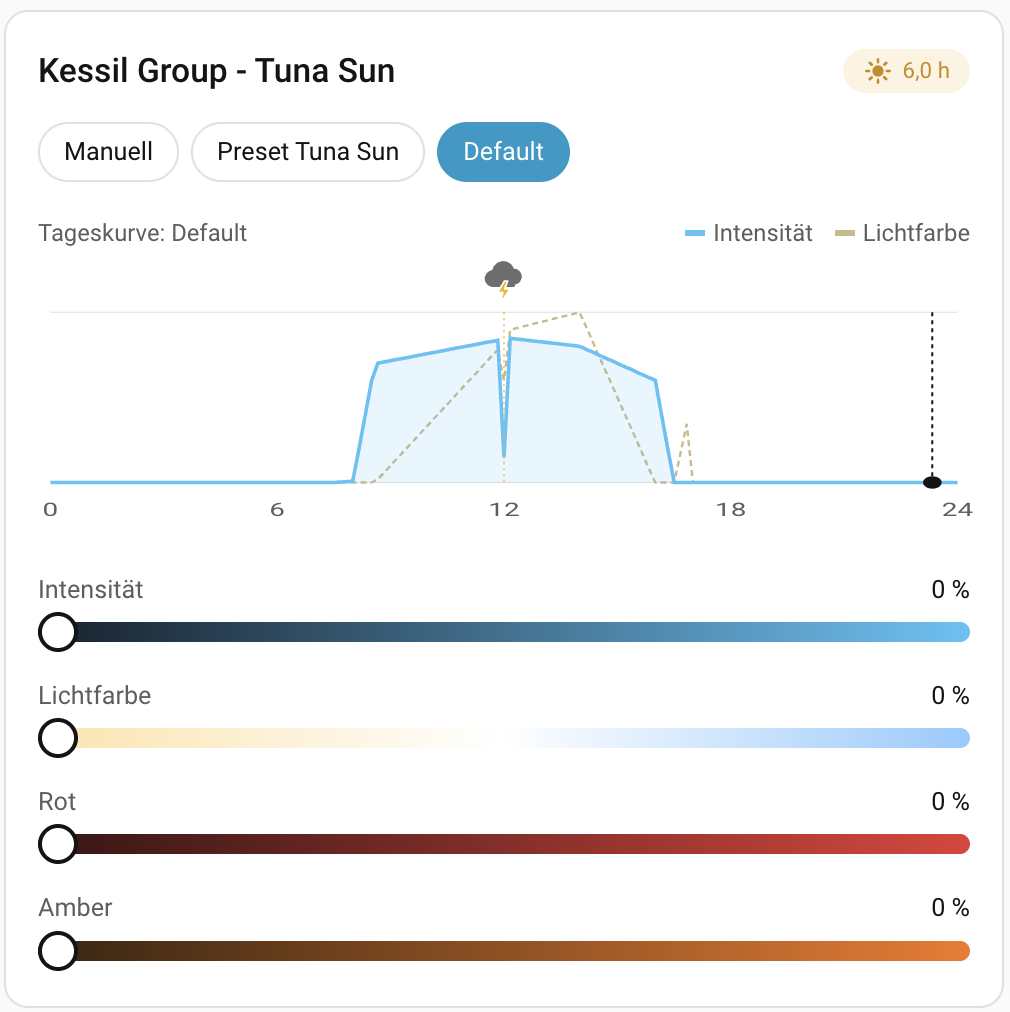 Kessil Group - Tuna Sun
6,0 h
Manuell
Preset Tuna Sun
Default
Tageskurve: Default
Intensität
Lichtfarbe
0
6
12
18
24
Intensität
0 %
Lichtfarbe
0 %
Rot
0 %
Amber
0 %